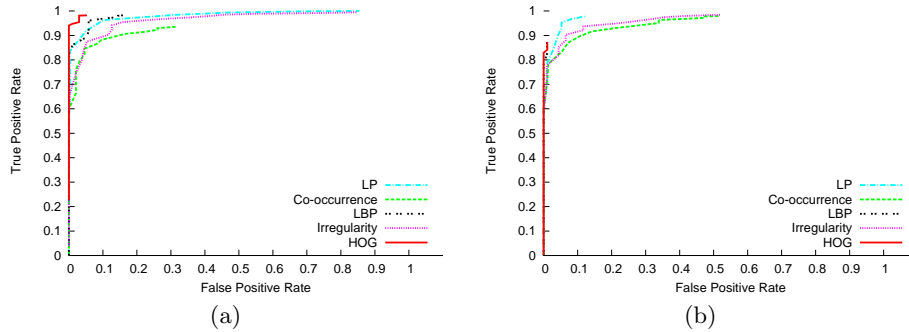 1
0.9
0.8
0.7
0.6
0.5
0.4
0.3
0.2
0.1
0
True Positive Rate
0 0.1 0.2 0.3 0.4 0.5 0.6 0.7 0.8 0.9 1
False Positive Rate
LP
Co-occurrence
LBP
Irregularity
HOG
(a)
1
0.9
0.8
0.7
0.6
0.5
0.4
0.3
0.2
0.1
0
True Positive Rate
0 0.1 0.2 0.3 0.4 0.5 0.6 0.7 0.8 0.9 1
False Positive Rate
LP
Co-occurrence
LBP
Irregularity
HOG
(b)